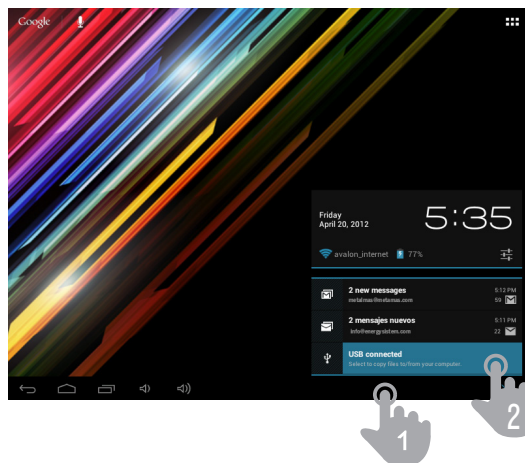 Google
Friday
April 20, 2012
5:35
avalon_internet 77%
2 new messages 5:12 PM
metalmus@metamus.com 59
2 mensajes nuevos 5:11 PM
info@energysistem.com 22
USB connected
Select to copy files to/from your computer.
1
2